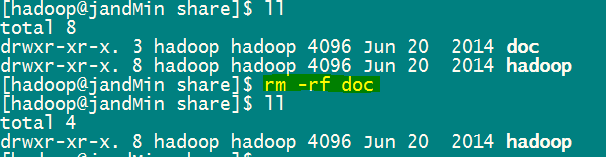 [hadoop@jandMin share]$ ll
total 8
drwxr-xr-x. 3 hadoop hadoop 4096 Jun 20  2014 doc
drwxr-xr-x. 8 hadoop hadoop 4096 Jun 20  2014 hadoop
[hadoop@jandMin share]$ rm -rf doc
[hadoop@jandMin share]$ ll
total 4
drwxr-xr-x. 8 hadoop hadoop 4096 Jun 20  2014 hadoop